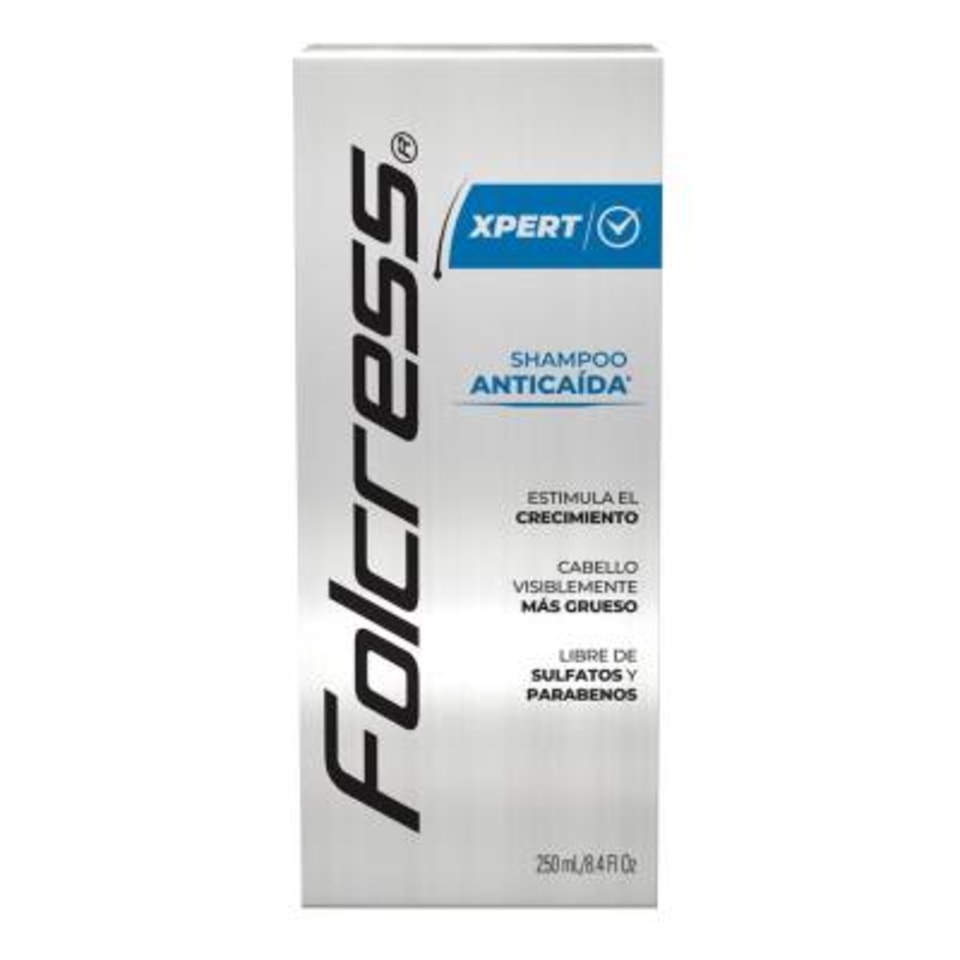 Folcress®
XPERT
SHAMPOO
ANTICAÍDA*
ESTIMULA EL
CRECIMIENTO
CABELLO
VISIBLEMENTE
MÁS GRUESO
LIBRE DE
SULFATOS Y
PARABENOS
250 mL/8.4 Fl Oz